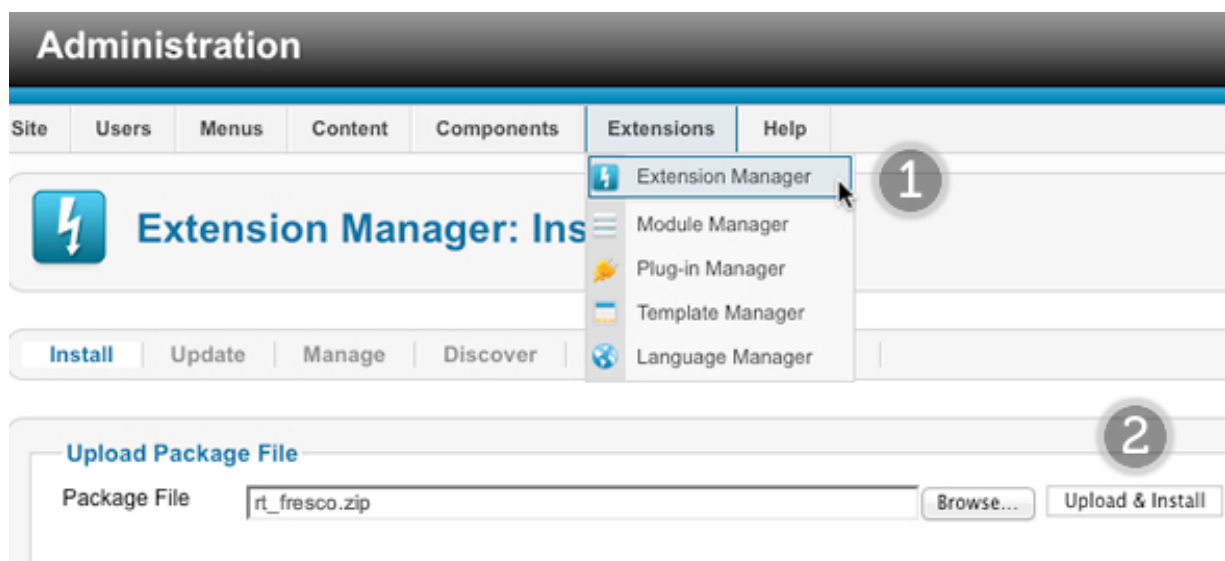 Administration
Site Users Menus Content Components Extensions Help
Extension Manager
1
Module Manager
Plug-in Manager
Template Manager
Language Manager
Extension Manager: Ins
Install Update Manage Discover
2
Upload Package File
Package File rt_fresco.zip Browse... Upload & Install